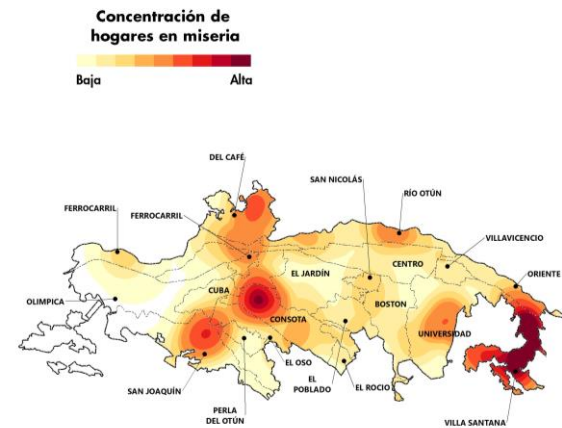 Concentración de
hogares en miseria
Baja
Alta
DEL CAFÉ
SAN NICOLÁS
RÍO OTÚN
FERROCARRIL
FERROCARRIL
VILLAVICENCIO
CENTRO
EL JARDÍN
ORIENTE
CUBA
OLIMPICA
BOSTON
CONSOTA
UNIVERSIDAD
EL OSO
SAN JOAQUÍN
EL
POBLADO
EL ROCIO
PERLA
DEL OTÚN
VILLA SANTANA